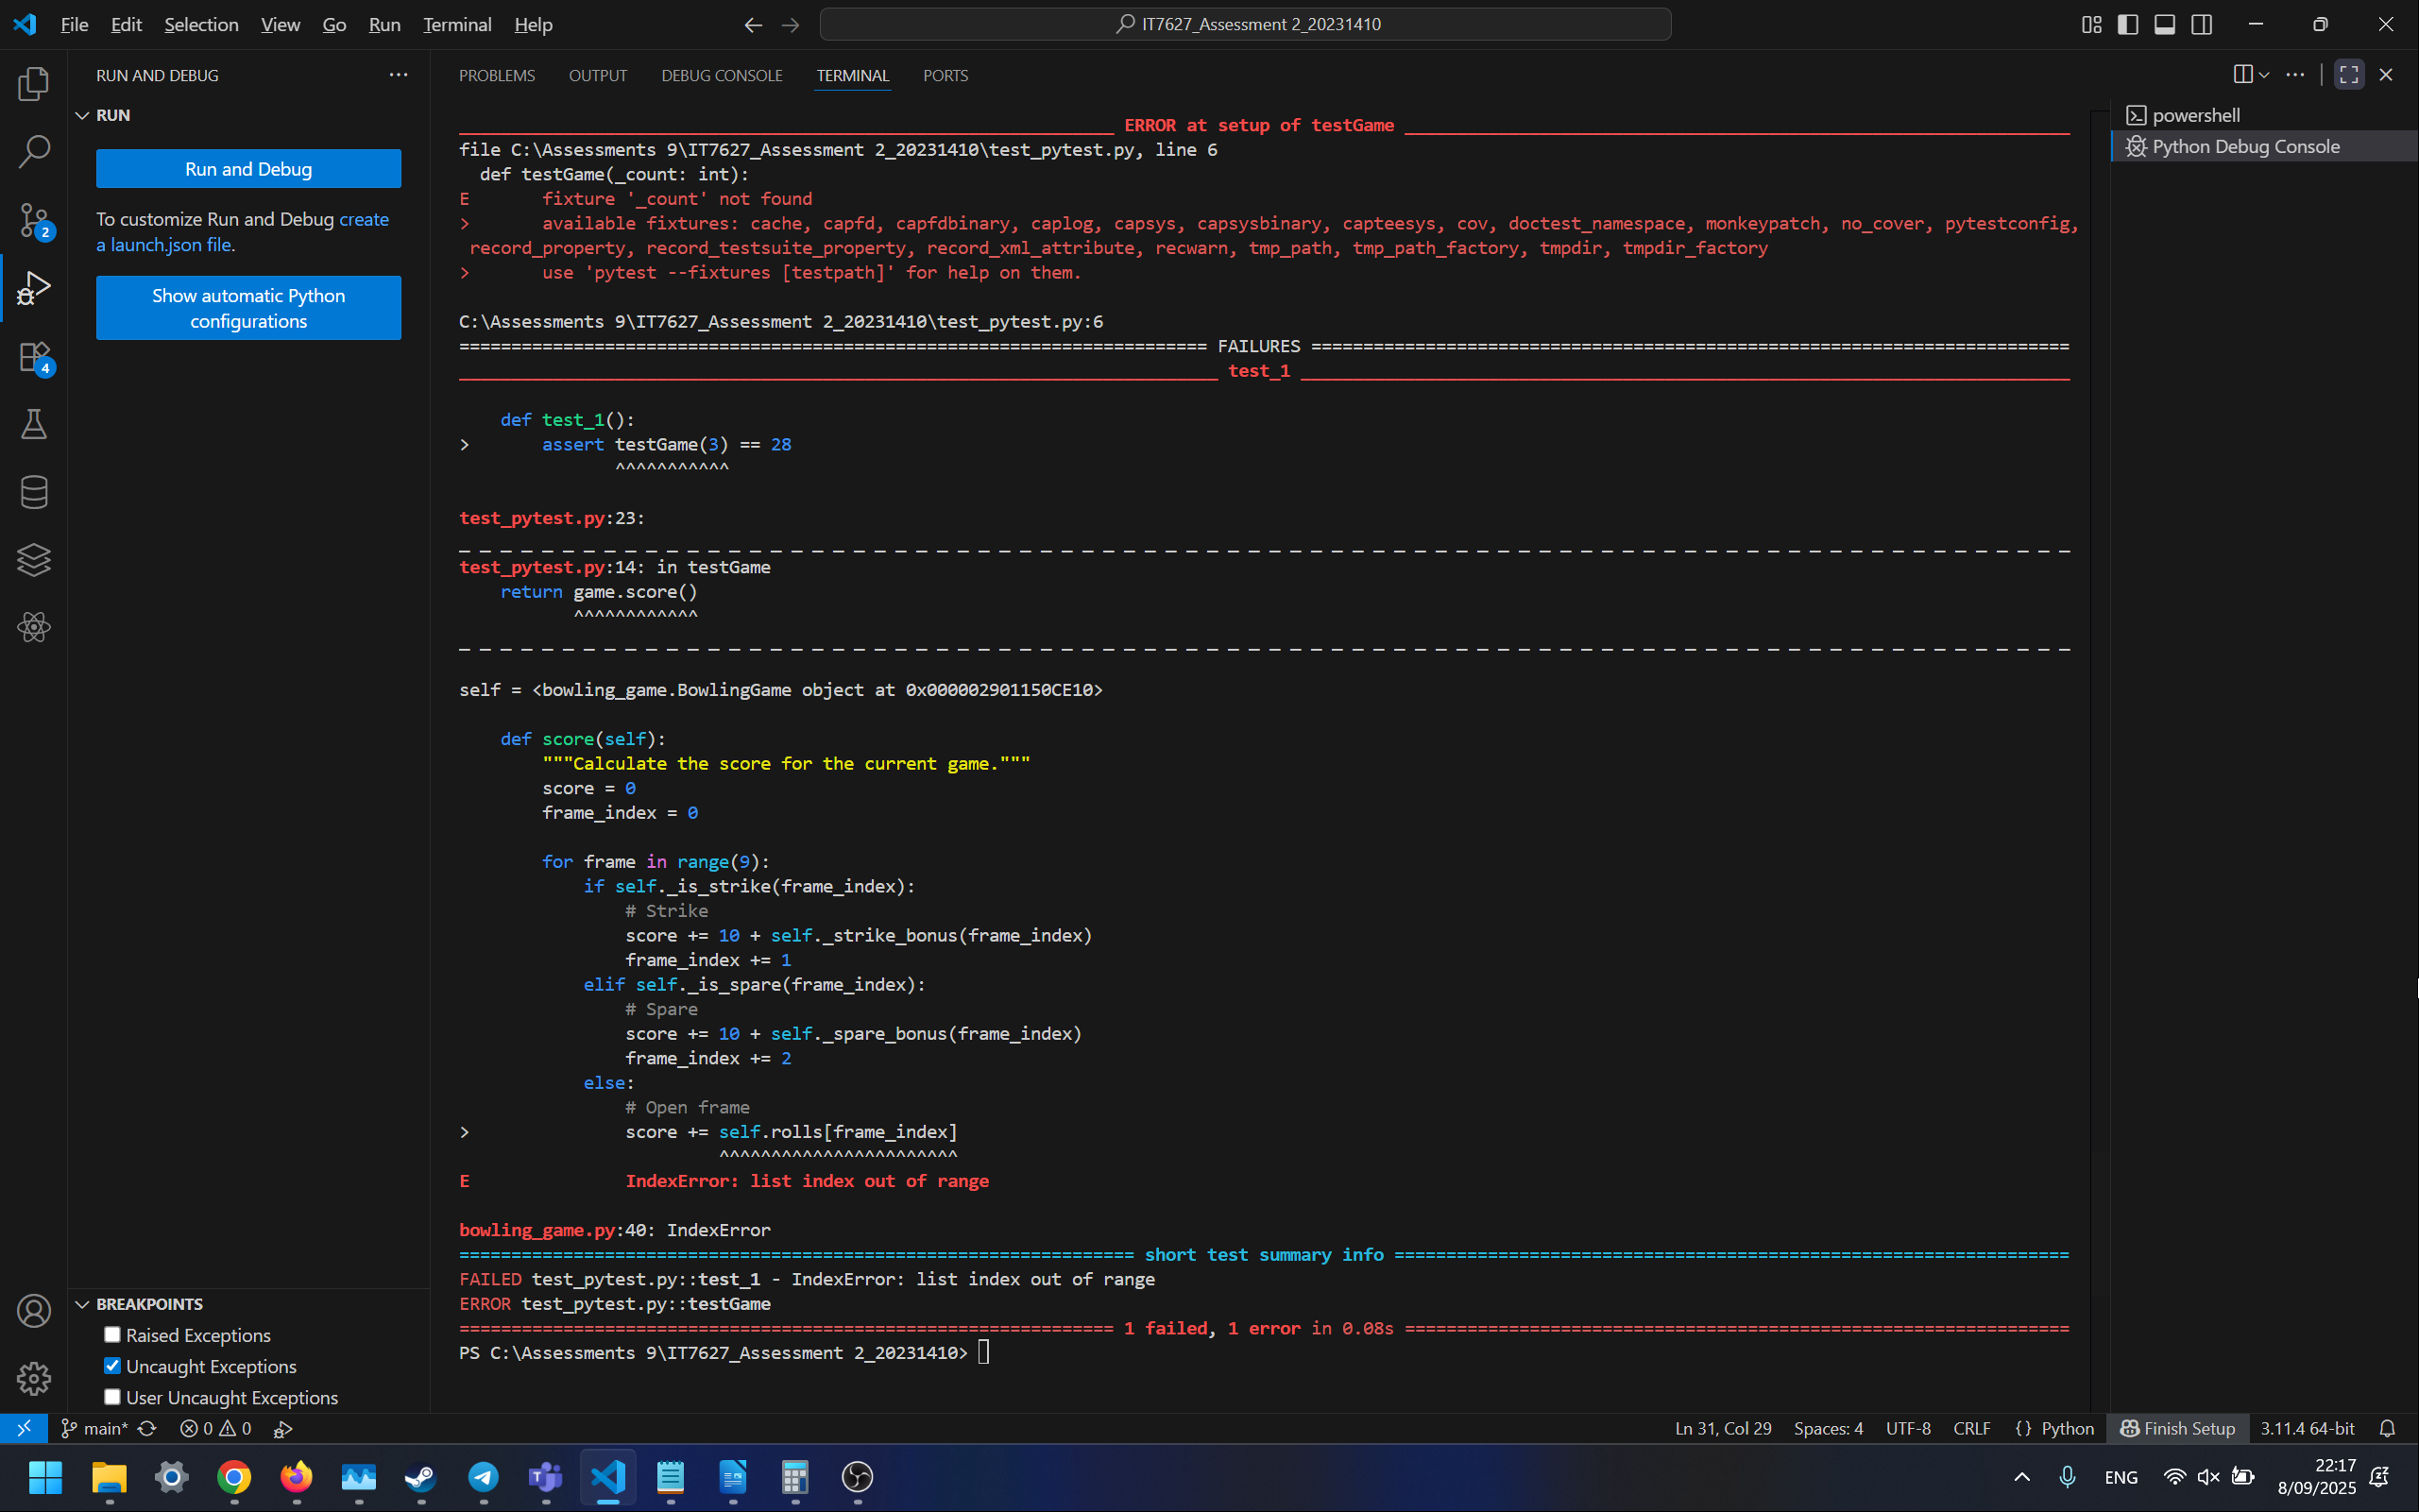 File Edit Selection View Go Run Terminal Help
IT7627_Assessment 2_20231410
RUN AND DEBUG
RUN
Run and Debug
To customize Run and Debug create
a launch.json file.
Show automatic Python
configurations
2
4
PROBLEMS OUTPUT DEBUG CONSOLE TERMINAL PORTS
powershell
Python Debug Console
ERROR at setup of testGame
file C:\Assessments 9\IT7627_Assessment 2_20231410\test_pytest.py, line 6
def testGame(_count: int):
E fixture '_count' not found
> available fixtures: cache, capfd, capfdbinary, caplog, capsys, capsysbinary, capteesys, cov, doctest_namespace, monkeypatch, no_cover, pytestconfig,
record_property, record_testsuite_property, record_xml_attribute, recwarn, tmp_path, tmp_path_factory, tmpdir, tmpdir_factory
> use 'pytest --fixtures [testpath]' for help on them.
C:\Assessments 9\IT7627_Assessment 2_20231410\test_pytest.py:6
FAILURES
test_1
def test_1():
> assert testGame(3) == 28
^^^^^^^^^^^
test_pytest.py:23:
test_pytest.py:14: in testGame
return game.score()
^^^^^^^^^^^^
self = <bowling_game.BowlingGame object at 0x000002901150CE10>
def score(self):
"""Calculate the score for the current game."""
score = 0
frame_index = 0
for frame in range(9):
if self._is_strike(frame_index):
# Strike
score += 10 + self._strike_bonus(frame_index)
frame_index += 1
elif self._is_spare(frame_index):
# Spare
score += 10 + self._spare_bonus(frame_index)
frame_index += 2
else:
# Open frame
> score += self.rolls[frame_index]
^^^^^^^^^^^^^^^^^^^^^^^
E IndexError: list index out of range
bowling_game.py:40: IndexError
short test summary info
FAILED test_pytest.py::test_1 - IndexError: list index out of range
ERROR test_pytest.py::testGame
1 failed, 1 error in 0.08s
PS C:\Assessments 9\IT7627_Assessment 2_20231410>
BREAKPOINTS
Raised Exceptions
Uncaught Exceptions
User Uncaught Exceptions
main* 0 0
Ln 31, Col 29 Spaces: 4 UTF-8 CRLF {} Python Finish Setup 3.11.4 64-bit
ENG
22:17
8/09/2025